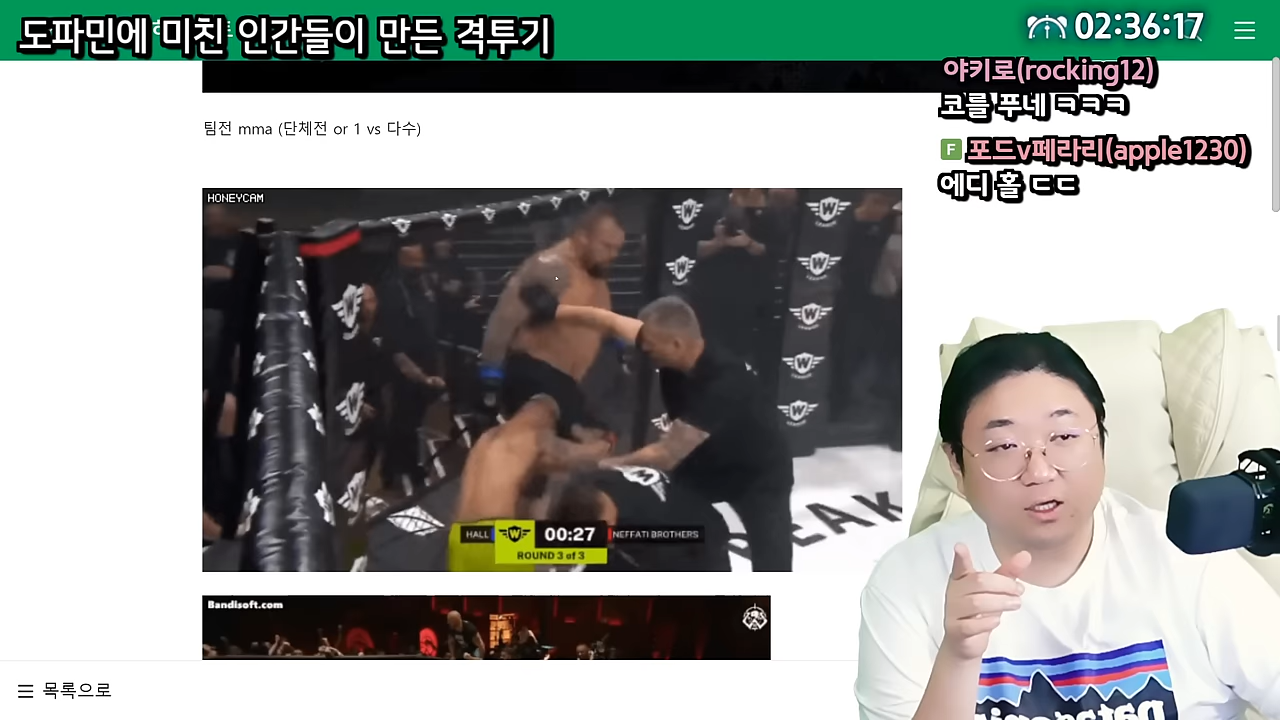 도파민에 미친 인간들이 만든 격투기
02:36:17
야키로(rocking12)
코를 푸네 ㅋㅋㅋ
F 포드v페라리(apple1230)
에디 홀 ㄷㄷ
팀전 mma (단체전 or 1 vs 다수)
HONEYCAM
HALL W 00:27 NEFFATI BROTHERS
ROUND 3 of 3
Bandisoft.com
목록으로